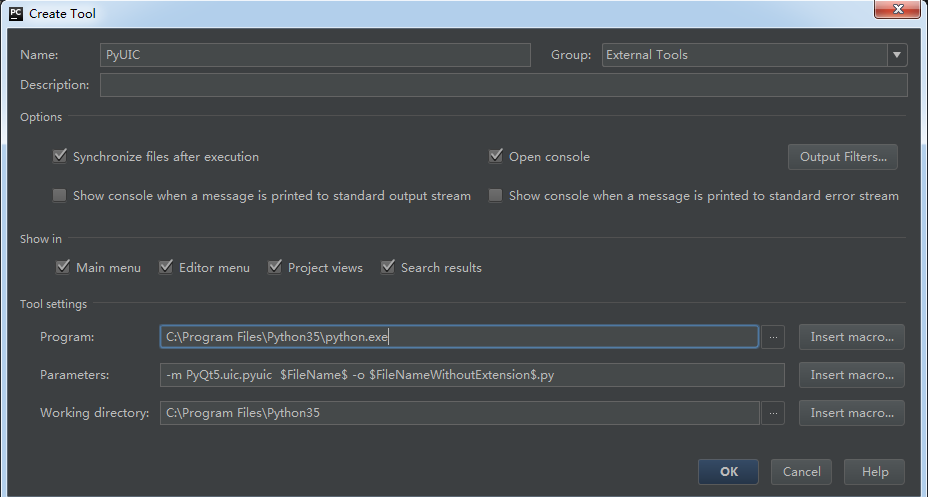 PC Create Tool
Name: PyUIC Group: External Tools
Description:
Options
Synchronize files after execution Open console Output Filters...
Show console when a message is printed to standard output stream Show console when a message is printed to standard error stream
Show in
Main menu Editor menu Project views Search results
Tool settings
Program: C:\Program Files\Python35\python.exe ... Insert macro...
Parameters: -m PyQt5.uic.pyuic  $FileName$ -o $FileNameWithoutExtension$.py Insert macro...
Working directory: C:\Program Files\Python35 ... Insert macro...
OK Cancel Help